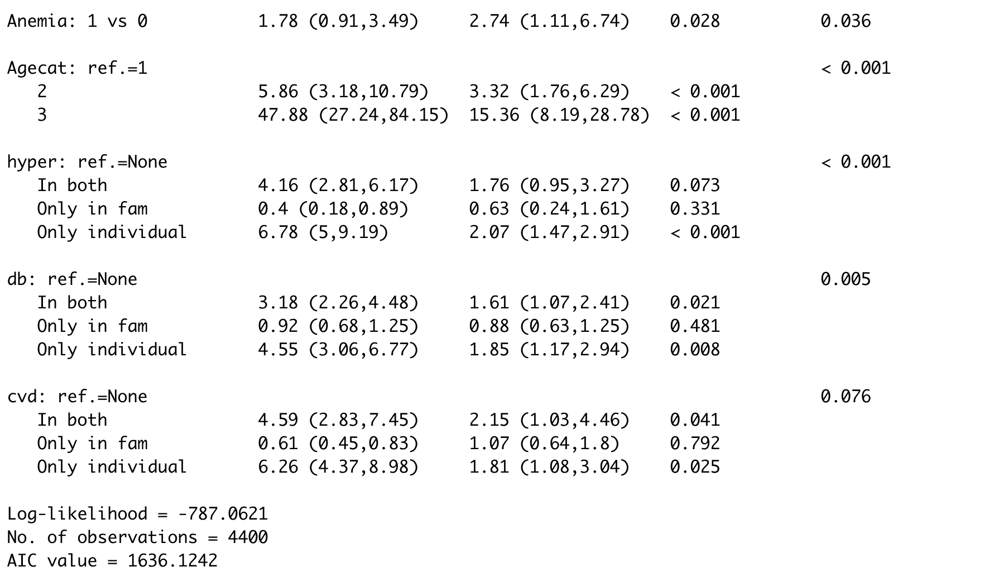 Anemia: 1 vs 0           1.78 (0.91,3.49)     2.74 (1.11,6.74)    0.028          0.036
Agecat: ref.=1                                                                   < 0.001
   2                     5.86 (3.18,10.79)    3.32 (1.76,6.29)    < 0.001
   3                     47.88 (27.24,84.15)  15.36 (8.19,28.78)  < 0.001
hyper: ref.=None                                                                 < 0.001
   In both               4.16 (2.81,6.17)     1.76 (0.95,3.27)    0.073
   Only in fam           0.4 (0.18,0.89)      0.63 (0.24,1.61)    0.331
   Only individual       6.78 (5,9.19)        2.07 (1.47,2.91)    < 0.001
db: ref.=None                                                                    0.005
   In both               3.18 (2.26,4.48)     1.61 (1.07,2.41)    0.021
   Only in fam           0.92 (0.68,1.25)     0.88 (0.63,1.25)    0.481
   Only individual       4.55 (3.06,6.77)     1.85 (1.17,2.94)    0.008
cvd: ref.=None                                                                   0.076
   In both               4.59 (2.83,7.45)     2.15 (1.03,4.46)    0.041
   Only in fam           0.61 (0.45,0.83)     1.07 (0.64,1.8)     0.792
   Only individual       6.26 (4.37,8.98)     1.81 (1.08,3.04)    0.025
Log-likelihood = -787.0621
No. of observations = 4400
AIC value = 1636.1242